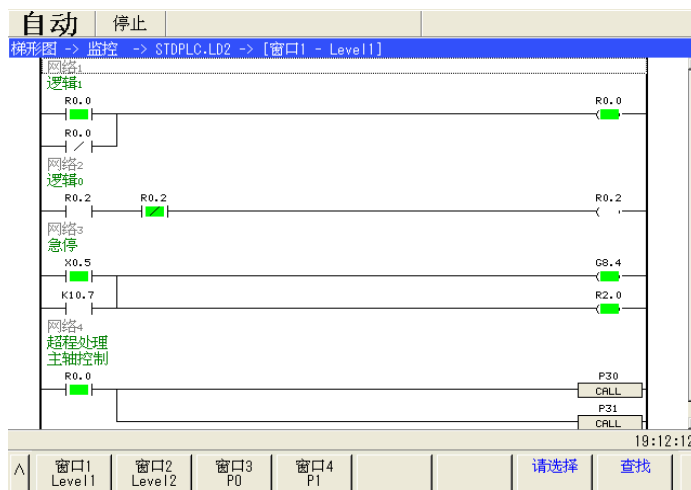 自动 停止
梯形图 -> 监控 -> STDPLC.LD2 -> [窗口1 - Level1]
网络1
逻辑1
R0.0 R0.0
R0.0
网络2
逻辑0
R0.2 R0.2 R0.2
网络3
急停
X0.5 G8.4
K10.7 R2.0
网络4
超程处理
主轴控制
R0.0 P30
CALL
P31
CALL
19:12:12
∧ 窗口1 窗口2 窗口3 窗口4 请选择 查找
Level1 Level2 P0 P1